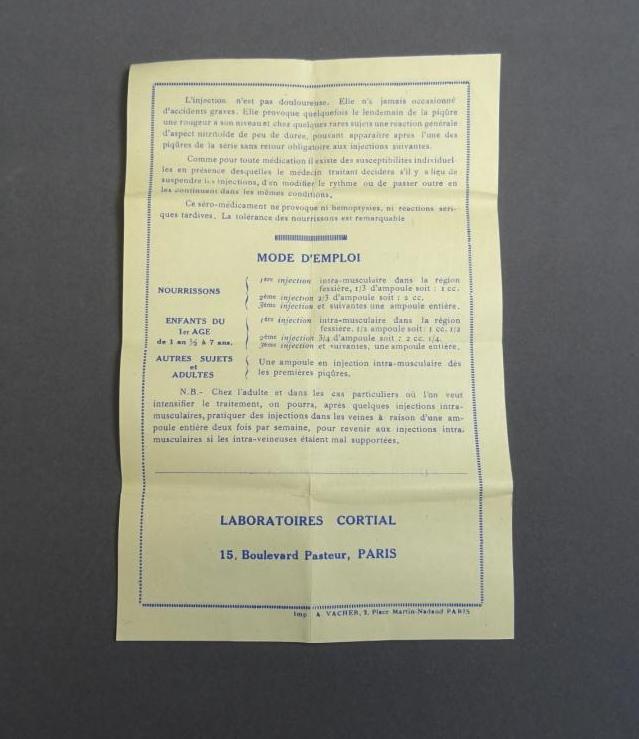 L'injection n'est pas douloureuse. Elle n'a jamais occasionné
d'accidents graves. Elle provoque quelquefois le lendemain de la piqûre
une rougeur à son niveau et chez quelques rares sujets une réaction générale
d'aspect nitritoïde de peu de durée, pouvant apparaître après l'une des
piqûres de la série sans retour obligatoire aux injections suivantes.
Comme pour toute médication il existe des susceptibilités individuel-
les en présence desquelles le médecin traitant décidera s'il y a lieu de
suspendre les injections, d'en modifier le rythme ou de passer outre en
les continuant dans les mêmes conditions.
Ce séro-médicament ne provoque ni hémoptysies, ni réactions séri-
ques tardives. La tolérance des nourrissons est remarquable
MODE D'EMPLOI
NOURRISSONS
1ère injection intra-musculaire dans la région
fessière, 1/3 d'ampoule soit : 1 cc.
2ème injection 2/3 d'ampoule soit : 2 cc.
3ème injection et suivantes une ampoule entière.
ENFANTS DU
1er AGE
de 1 an ½ à 7 ans.
1ère injection intra-musculaire dans la région
fessière. 1/2 ampoule soit : 1 cc. 1/2
2ème injection 3/4 d'ampoule soit : 2 cc. 1/4.
3ème injection et suivantes, une ampoule entière.
AUTRES SUJETS
et
ADULTES
Une ampoule en injection intra-musculaire dès
les premières piqûres.
N.B.- Chez l'adulte et dans les cas particuliers où l'on veut
intensifier le traitement, on pourra, après quelques injections intra-
musculaires, pratiquer des injections dans les veines à raison d'une am-
poule entière deux fois par semaine, pour revenir aux injections intra.
musculaires si les intra-veineuses étaient mal supportées.
LABORATOIRES CORTIAL
15, Boulevard Pasteur, PARIS
Imp. A. VACHER, 3, Place Martin-Nadaud PARIS